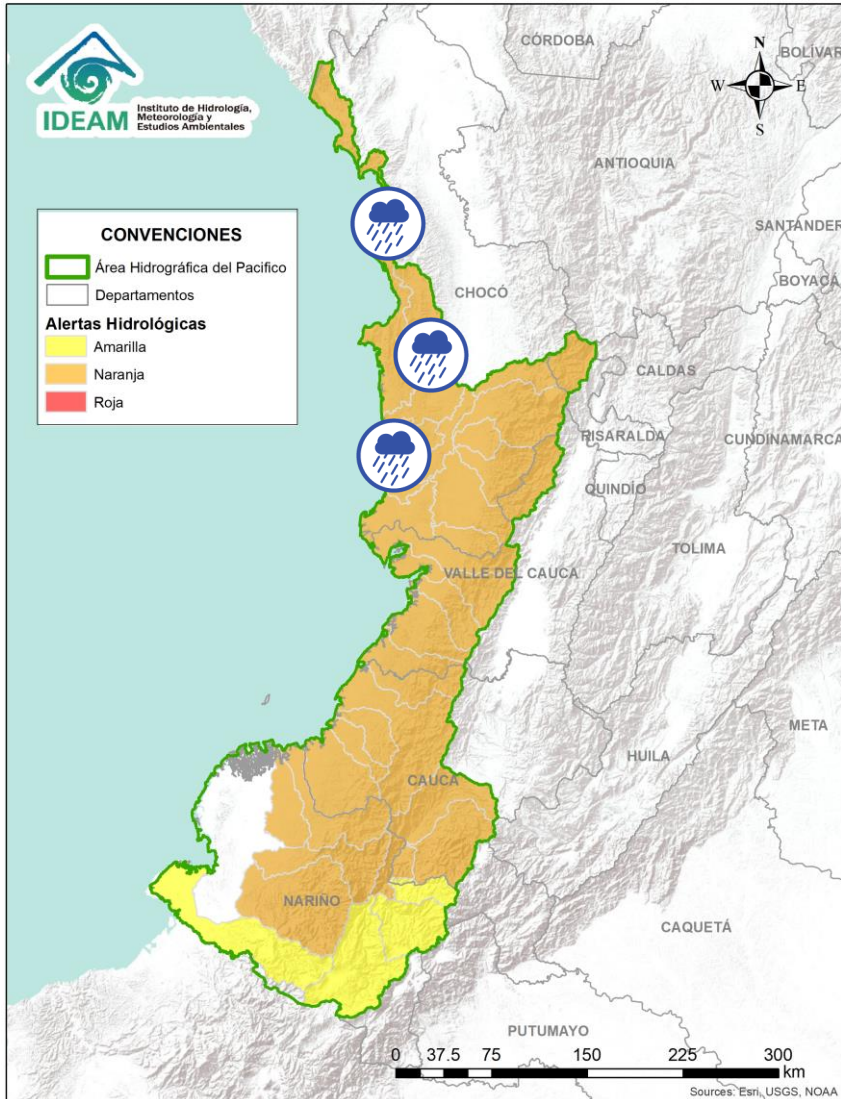 IDEAM
Instituto de Hidrología,
Meteorología y
Estudios Ambientales
CÓRDOBA
BOLÍVAR
N
W
E
S
ANTIOQUIA
SANTANDER
BOYACÁ
CONVENCIONES
Área Hidrográfica del Pacifico
Departamentos
Alertas Hidrológicas
Amarilla
Naranja
Roja
CHOCÓ
CALDAS
RISARALDA
CUNDINAMARCA
QUINDÍO
TOLIMA
VALLE DEL CAUCA
META
HUILA
CAUCA
NARIÑO
CAQUETÁ
PUTUMAYO
0 37.5 75 150 225 300
km
Sources: Esri, USGS, NOAA